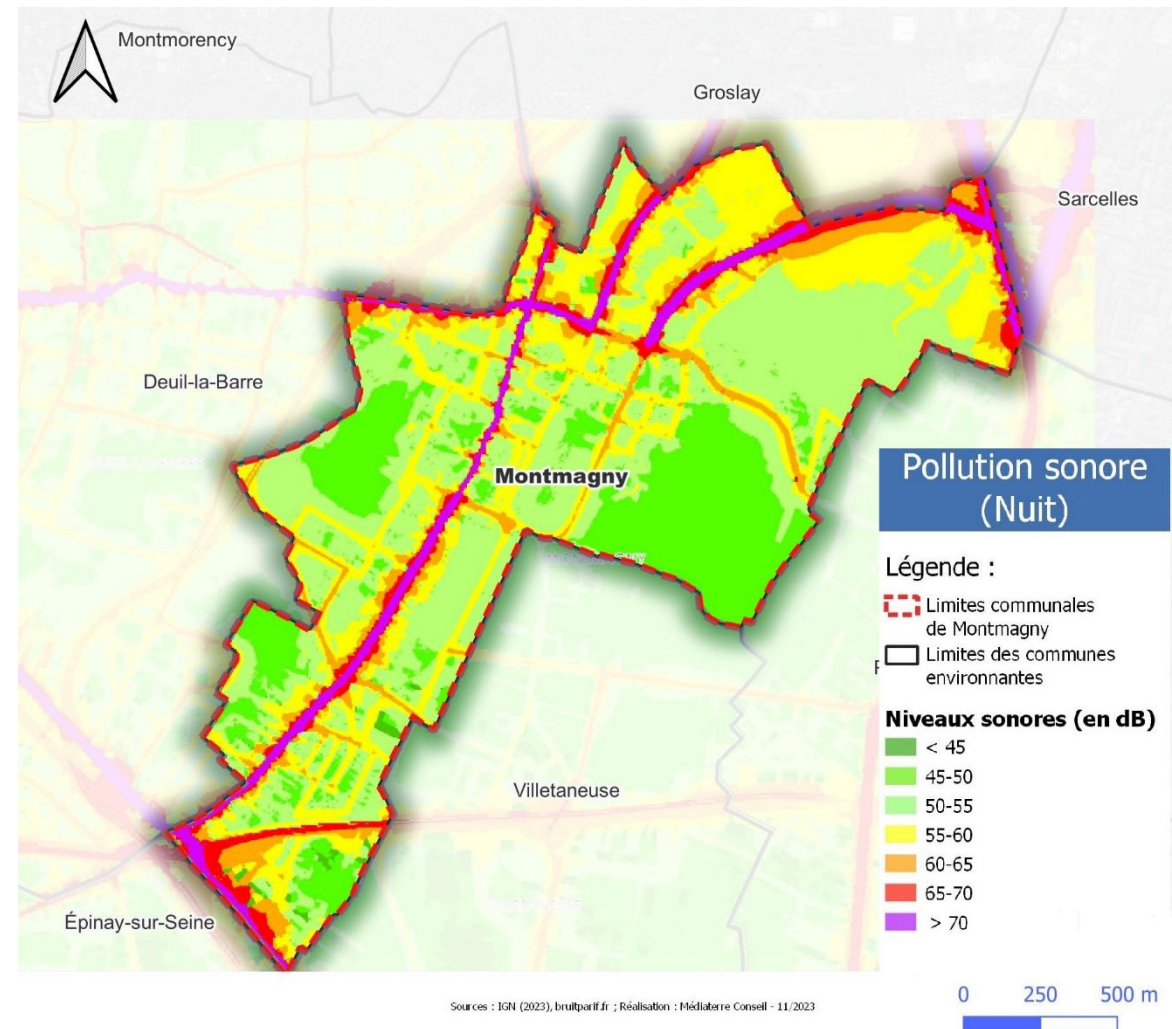 Montmorency
Groslay
Sarcelles
Deuil-la-Barre
Montmagny
Villetaneuse
Épinay-sur-Seine
Pollution sonore
(Nuit)
Légende :
Limites communales
de Montmagny
Limites des communes
environnantes
Niveaux sonores (en dB)
< 45
45-50
50-55
55-60
60-65
65-70
> 70
Sources : IGN (2023), bruitparif.fr ; Réalisation : Médiaterre Conseil - 11/2023
0 250 500 m